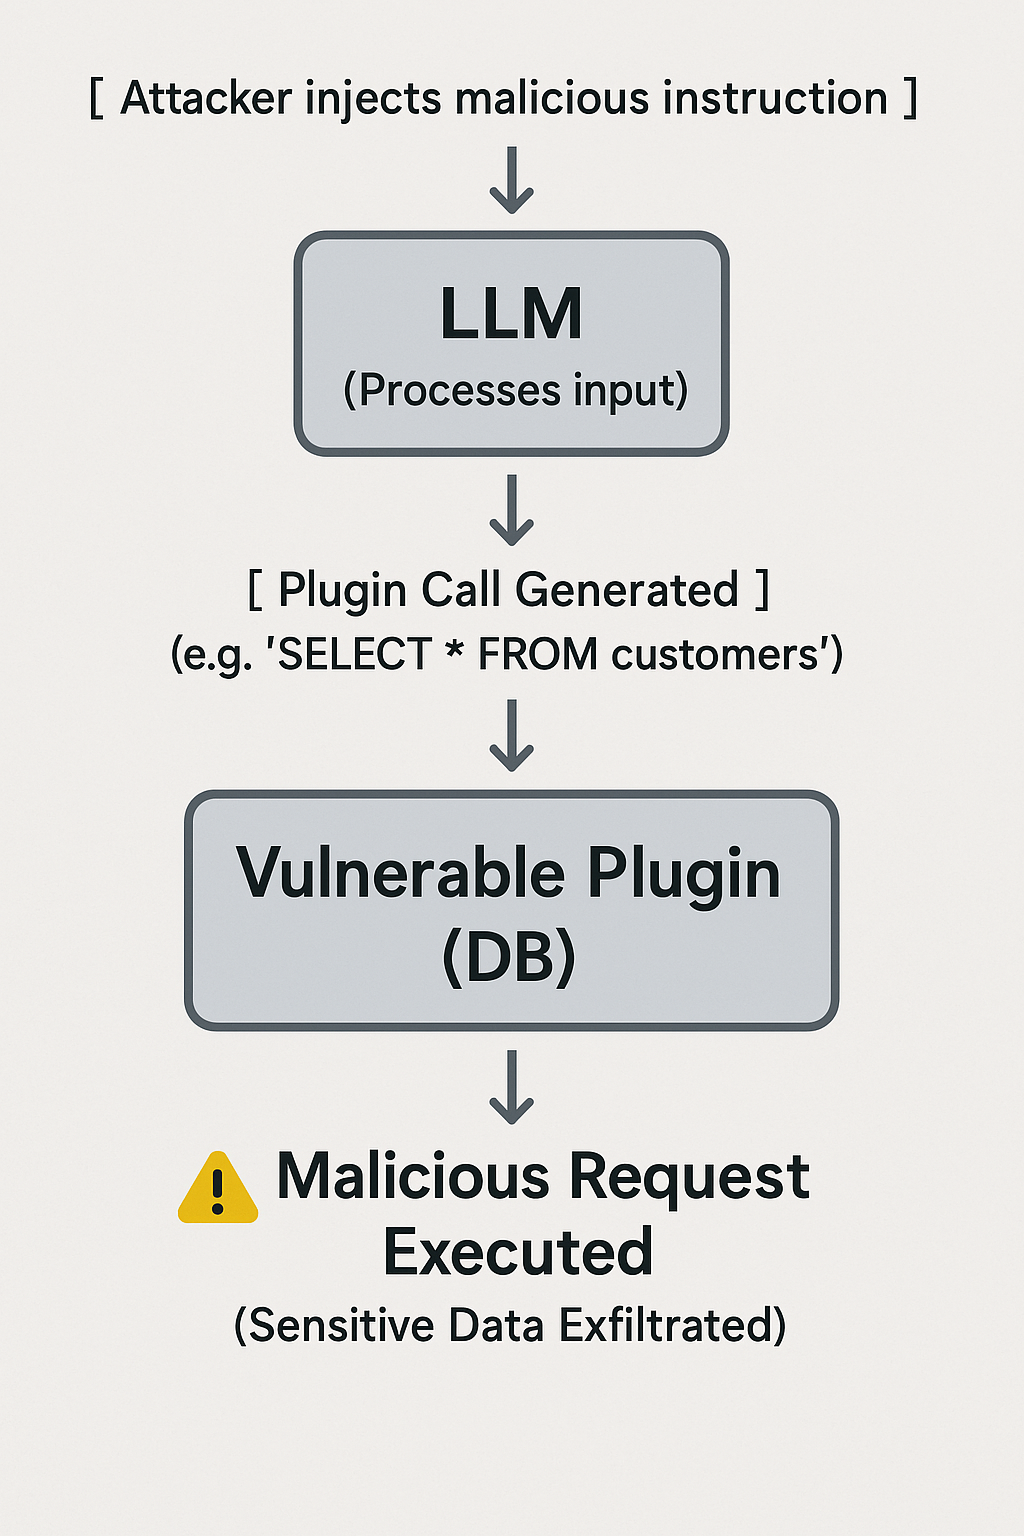 [ Attacker injects malicious instruction ]
LLM
(Processes input)
[ Plugin Call Generated ]
(e.g. 'SELECT * FROM customers')
Vulnerable Plugin
(DB)
Malicious Request
Executed
(Sensitive Data Exfiltrated)